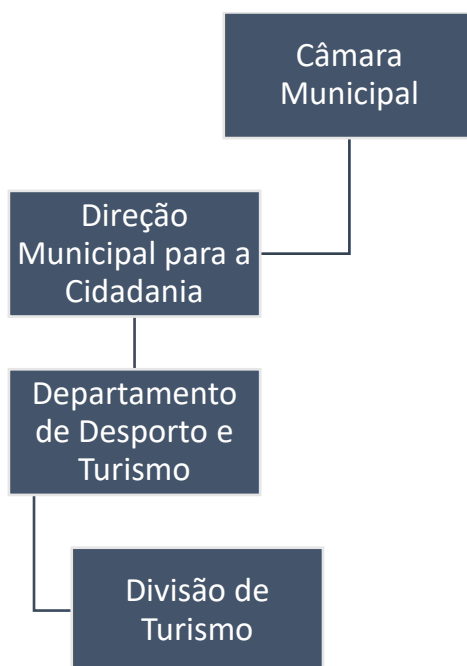 Câmara
Municipal
Direção
Municipal para a
Cidadania
Departamento
de Desporto e
Turismo
Divisão de
Turismo